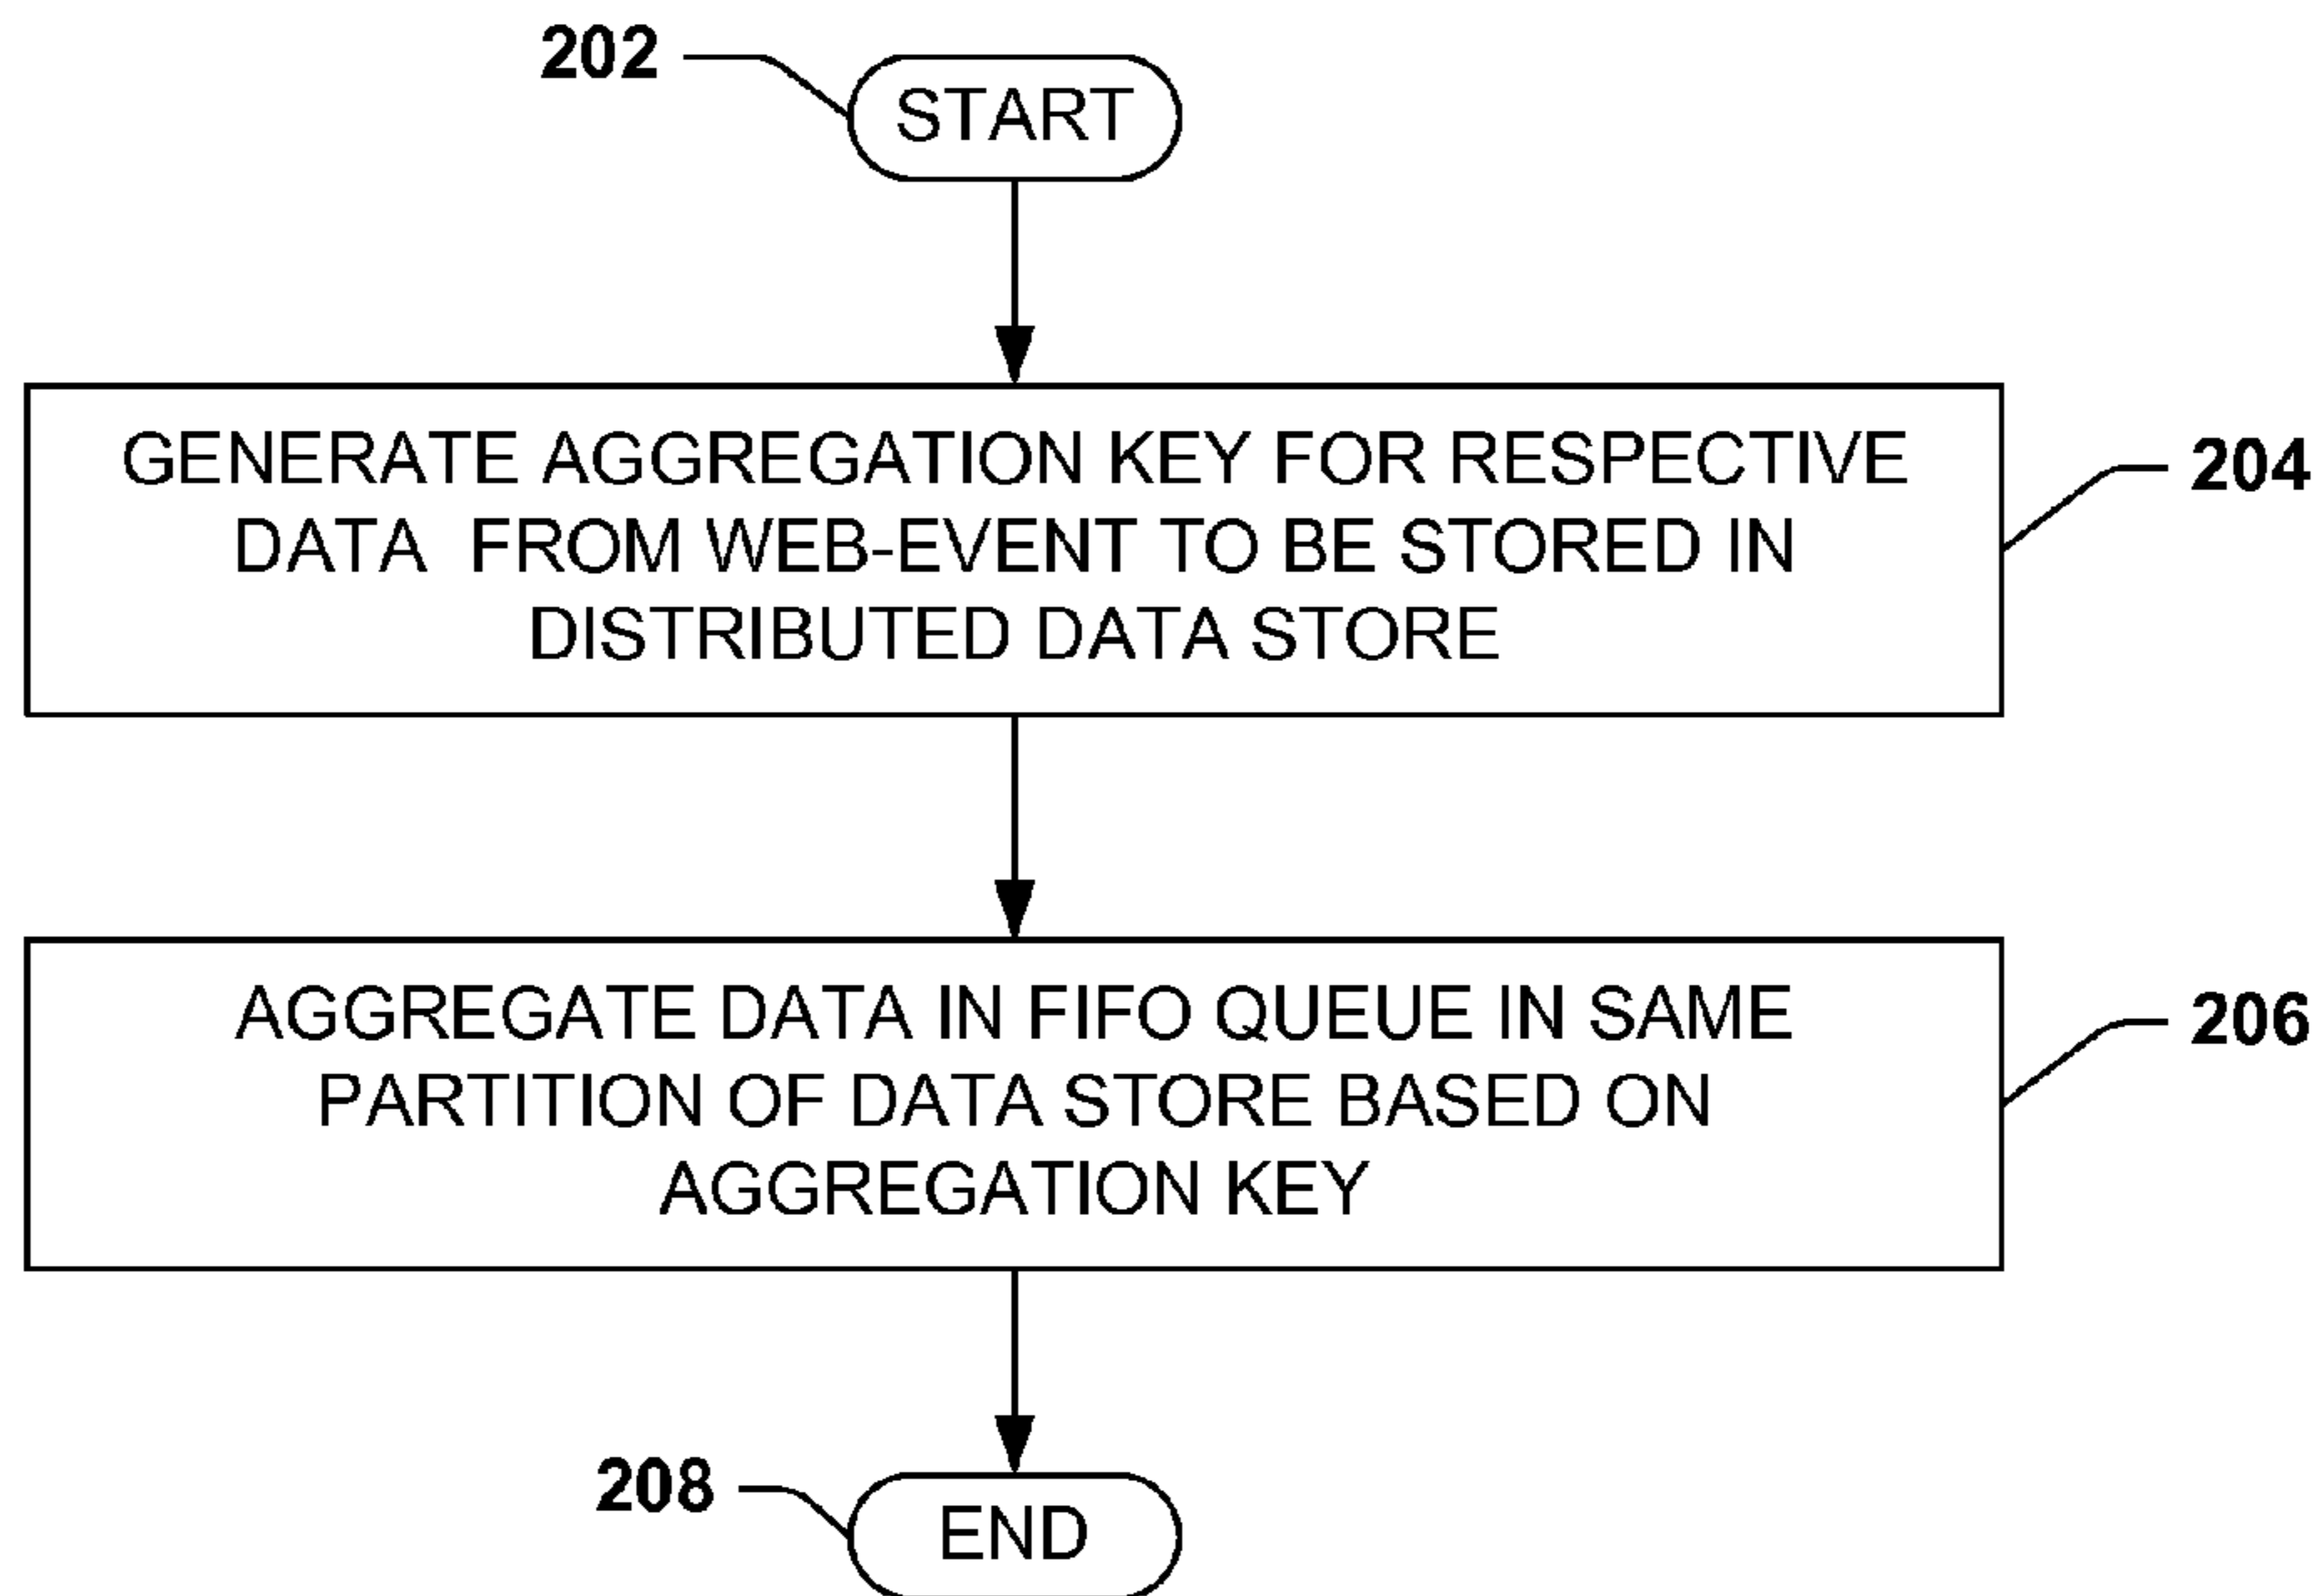 202
START
GENERATE AGGREGATION KEY FOR RESPECTIVE
DATA FROM WEB-EVENT TO BE STORED IN
DISTRIBUTED DATA STORE
204
AGGREGATE DATA IN FIFO QUEUE IN SAME
PARTITION OF DATA STORE BASED ON
AGGREGATION KEY
206
208
END